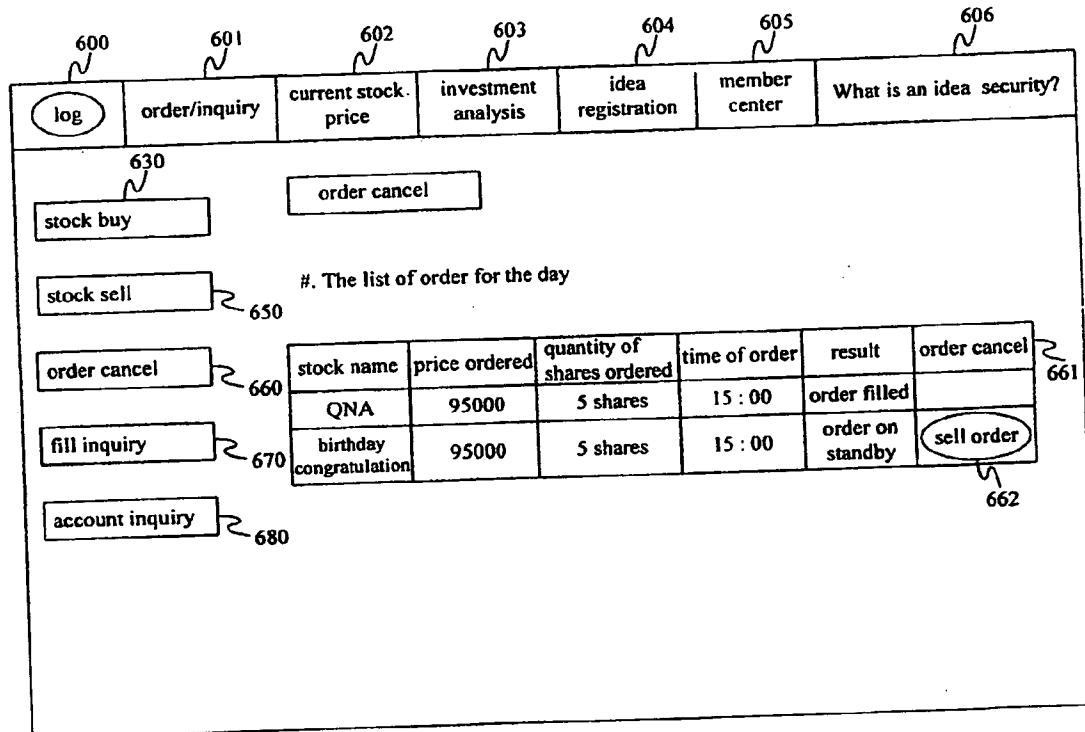 600 601 602 603 604 605 606
log order/inquiry current stock. price investment analysis idea registration member center What is an idea security?
630
stock buy
order cancel
stock sell
650
#. The list of order for the day
order cancel
660
stock name price ordered quantity of shares ordered time of order result order cancel
661
QNA 95000 5 shares 15 : 00 order filled
fill inquiry
670
birthday congratulation 95000 5 shares 15 : 00 order on standby sell order
662
account inquiry
680